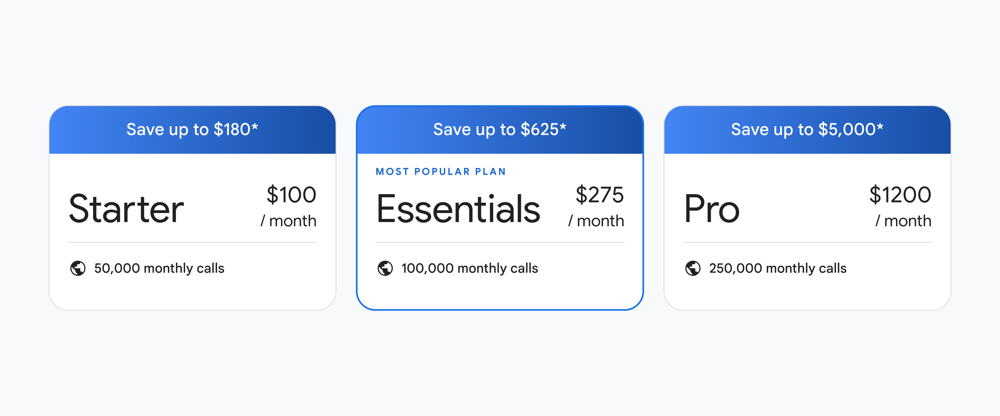 Save up to $180*
Starter
$100
/ month
50,000 monthly calls
Save up to $625*
MOST POPULAR PLAN
Essentials
$275
/ month
100,000 monthly calls
Save up to $5,000*
Pro
$1200
/ month
250,000 monthly calls